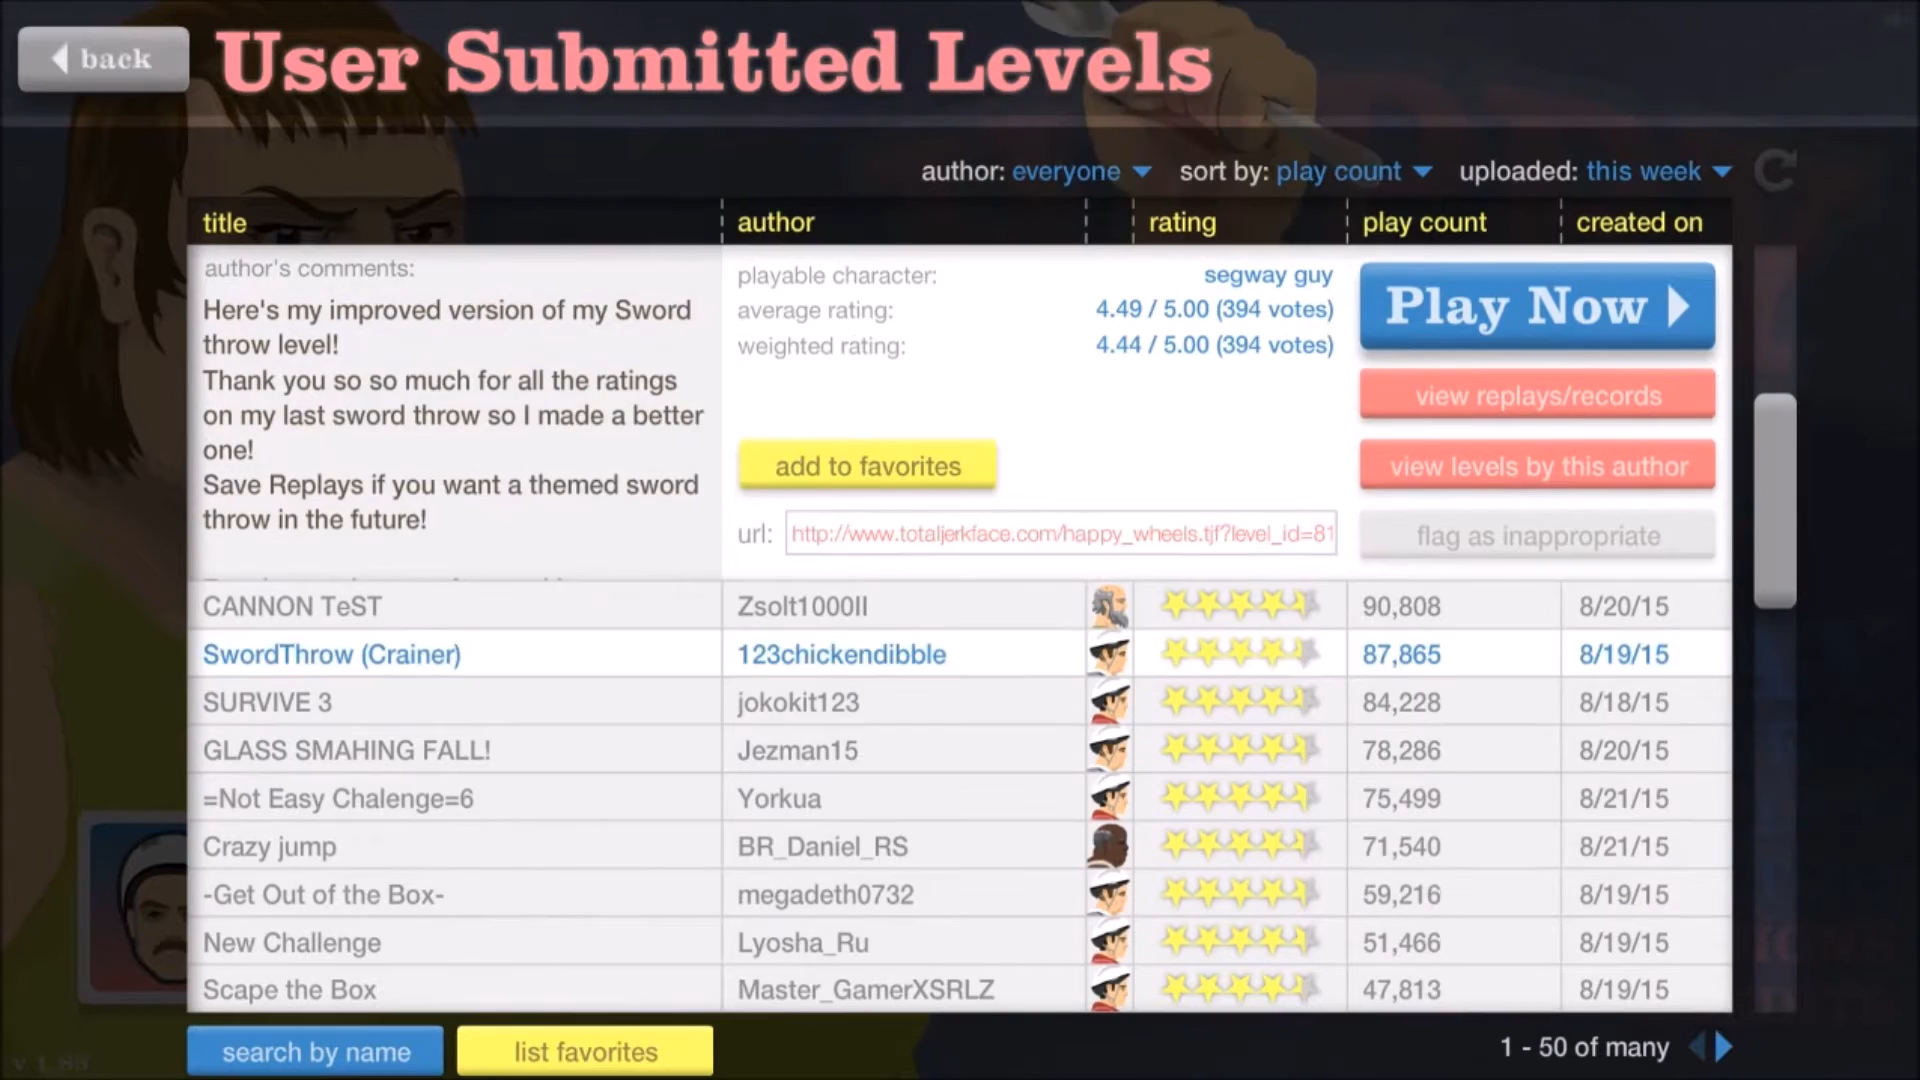 back
User Submitted Levels
author: everyone sort by: play count uploaded: this week
title author rating play count created on
author's comments:
Here's my improved version of my Sword
throw level!
Thank you so so much for all the ratings
on my last sword throw so I made a better
one!
Save Replays if you want a themed sword
throw in the future!
playable character: segway guy
average rating: 4.49 / 5.00 (394 votes)
weighted rating: 4.44 / 5.00 (394 votes)
add to favorites
url: http://www.totaljerkface.com/happy_wheels.tjf?level_id=81
Play Now
view replays/records
view levels by this author
flag as inappropriate
CANNON TeST Zsolt1000II 90,808 8/20/15
SwordThrow (Crainer) 123chickendibble 87,865 8/19/15
SURVIVE 3 jokokit123 84,228 8/18/15
GLASS SMAHING FALL! Jezman15 78,286 8/20/15
=Not Easy Chalenge=6 Yorkua 75,499 8/21/15
Crazy jump BR_Daniel_RS 71,540 8/21/15
-Get Out of the Box- megadeth0732 59,216 8/19/15
New Challenge Lyosha_Ru 51,466 8/19/15
Scape the Box Master_GamerXSRLZ 47,813 8/19/15
search by name list favorites 1 - 50 of many